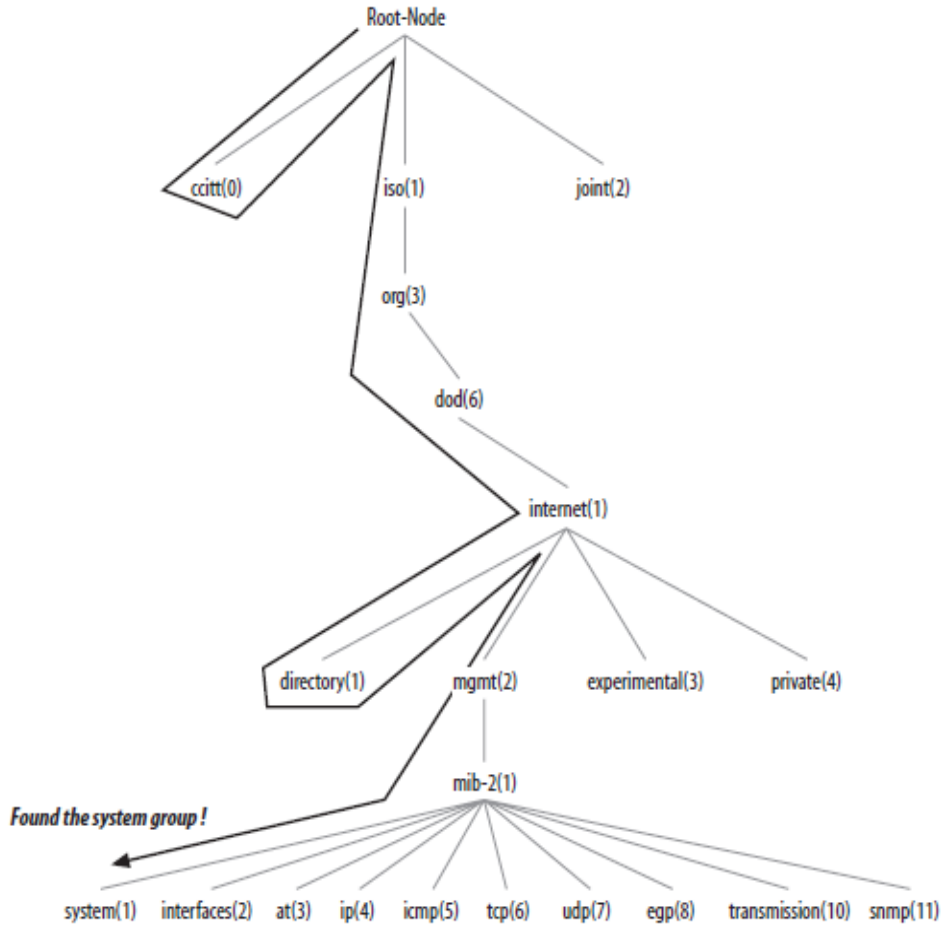 Root-Node
ccitt(0) iso(1) joint(2)
org(3)
dod(6)
internet(1)
directory(1) mgmt(2) experimental(3) private(4)
mib-2(1)
Found the system group !
system(1) interfaces(2) at(3) ip(4) icmp(5) tcp(6) udp(7) egp(8) transmission(10) snmp(11)